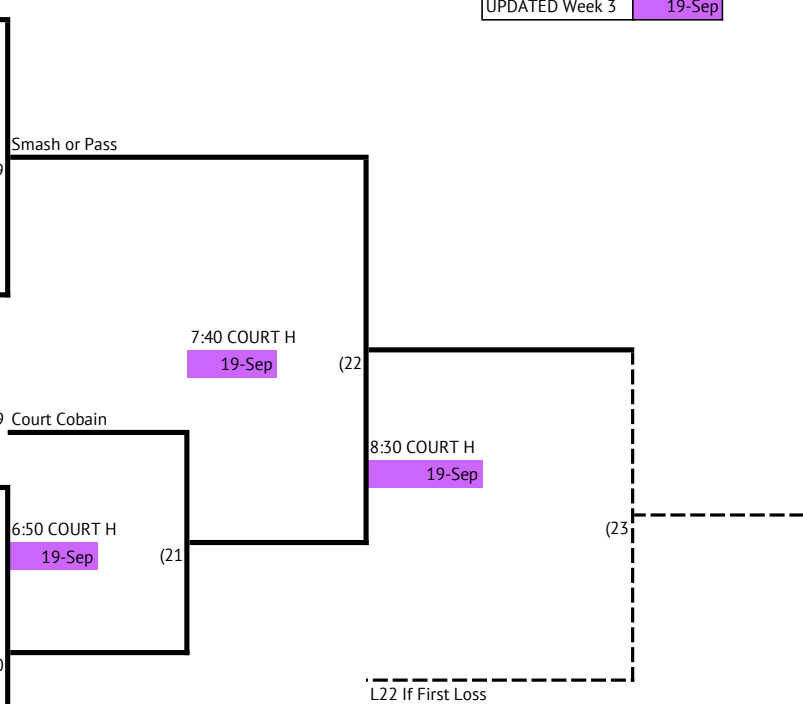 UPDATED Week 3 19-Sep
Smash or Pass
7:40 COURT H
19-Sep
(22
9 Court Cobain
8:30 COURT H
19-Sep
6:50 COURT H
19-Sep
(21
(23
L22 If First Loss